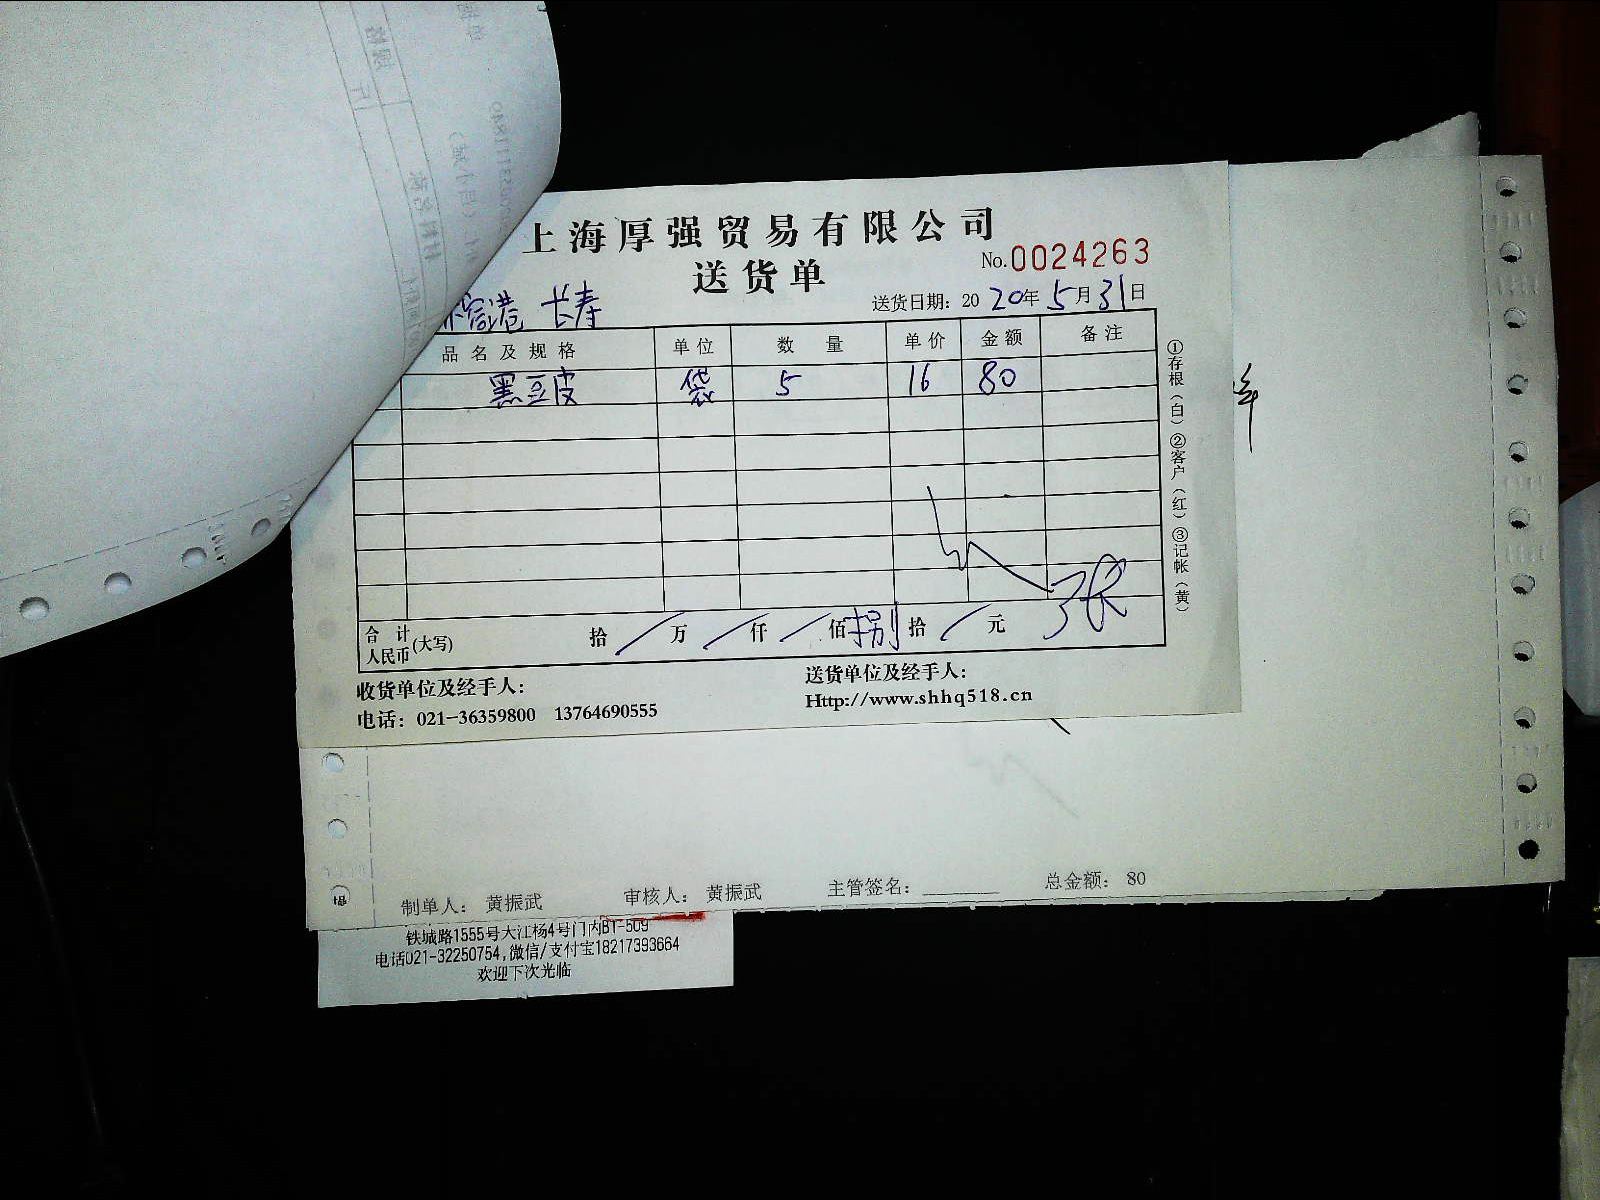 上海厚强贸易有限公司
No.0024263
送货单
送货日期：2020年5月31日
港 长寿
品名及规格 单位 数量 单价 金额 备注
黑豆皮 袋 5 16 80
①存根（白）②客户（红）③记帐（黄）
合计人民币(大写) 拾 / 万 / 仟 / 佰 捌 拾 / 元
张
收货单位及经手人：
送货单位及经手人：
电话：021-36359800 13764690555
Http://www.shhq518.cn
制单人： 黄振武 审核人： 黄振武 主管签名： 总金额： 80
铁城路1555号大江杨4号门内B1-509
电话021-32250754,微信/支付宝18217393664
欢迎下次光临